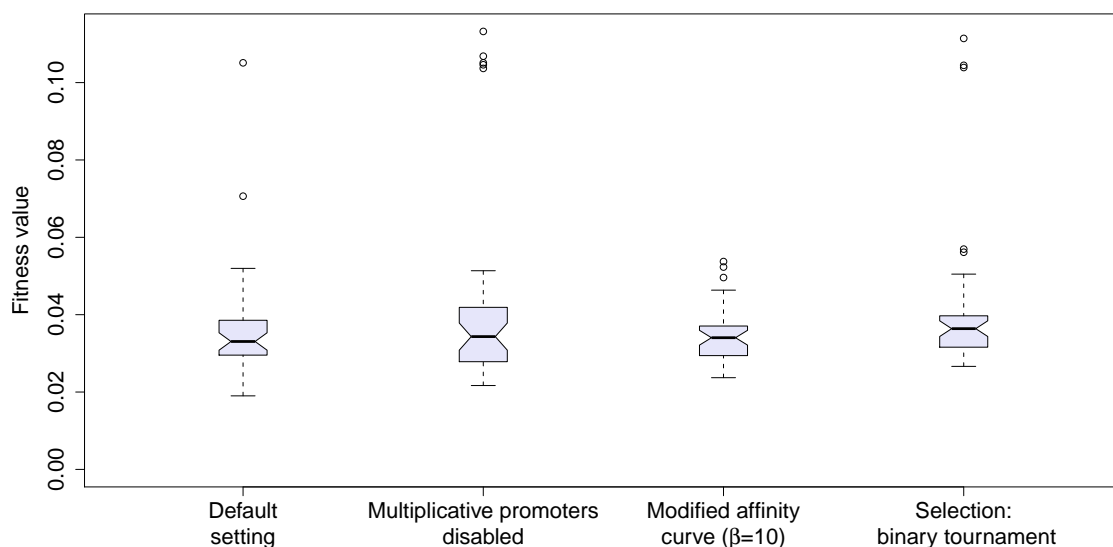 Fitness value
0.10
0.08
0.06
0.04
0.02
0.00
Default
setting
Multiplicative promoters
disabled
Modified affinity
curve (β=10)
Selection:
binary tournament